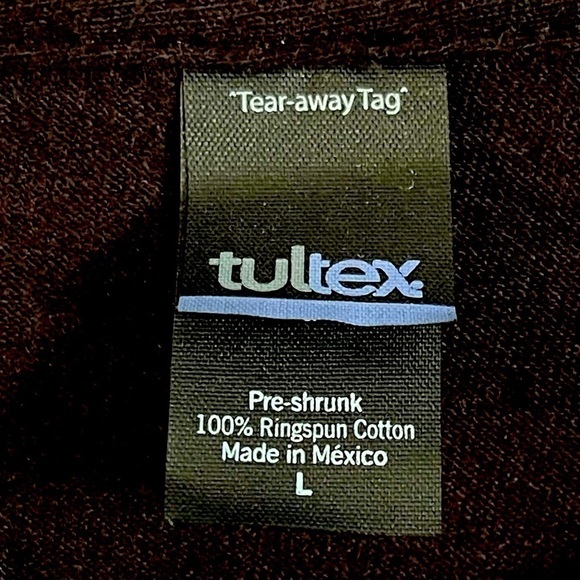 "Tear-away Tag"
tultex
Pre-shrunk
100% Ringspun Cotton
Made in México
L